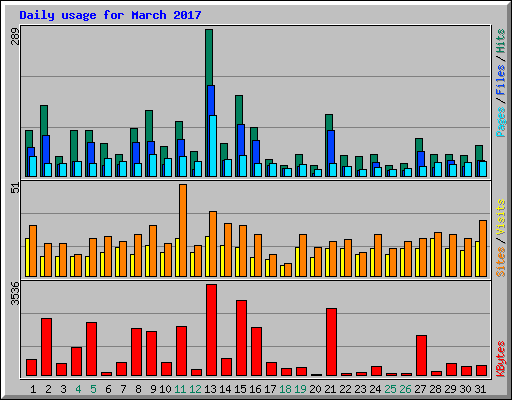 Daily usage for March 2017
289
Pages/Files/Hits
51
Sites/Visits
3536
KBytes
1 2 3 4 5 6 7 8 9 10 11 12 13 14 15 16 17 18 19 20 21 22 23 24 25 26 27 28 29 30 31